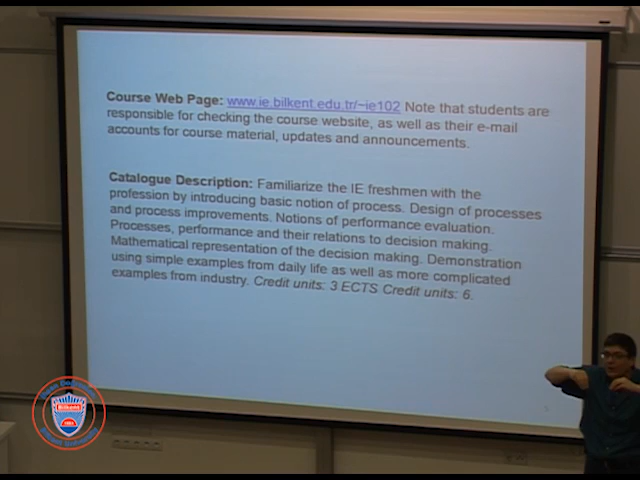 Course Web Page: www.ie.bilkent.edu.tr/~ie102 Note that students are
responsible for checking the course website, as well as their e-mail
accounts for course material, updates and announcements.
Catalogue Description: Familiarize the IE freshmen with the
profession by introducing basic notion of process. Design of processes
and process improvements. Notions of performance evaluation.
Processes, performance and their relations to decision making.
Mathematical representation of the decision making. Demonstration
using simple examples from daily life as well as more complicated
examples from industry. Credit units: 3 ECTS Credit units: 6.
Bilkent